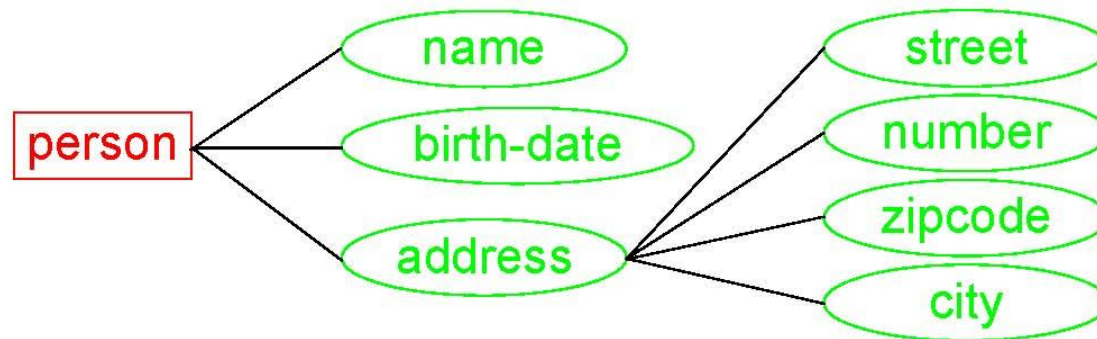 person
name
birth-date
address
street
number
zipcode
city